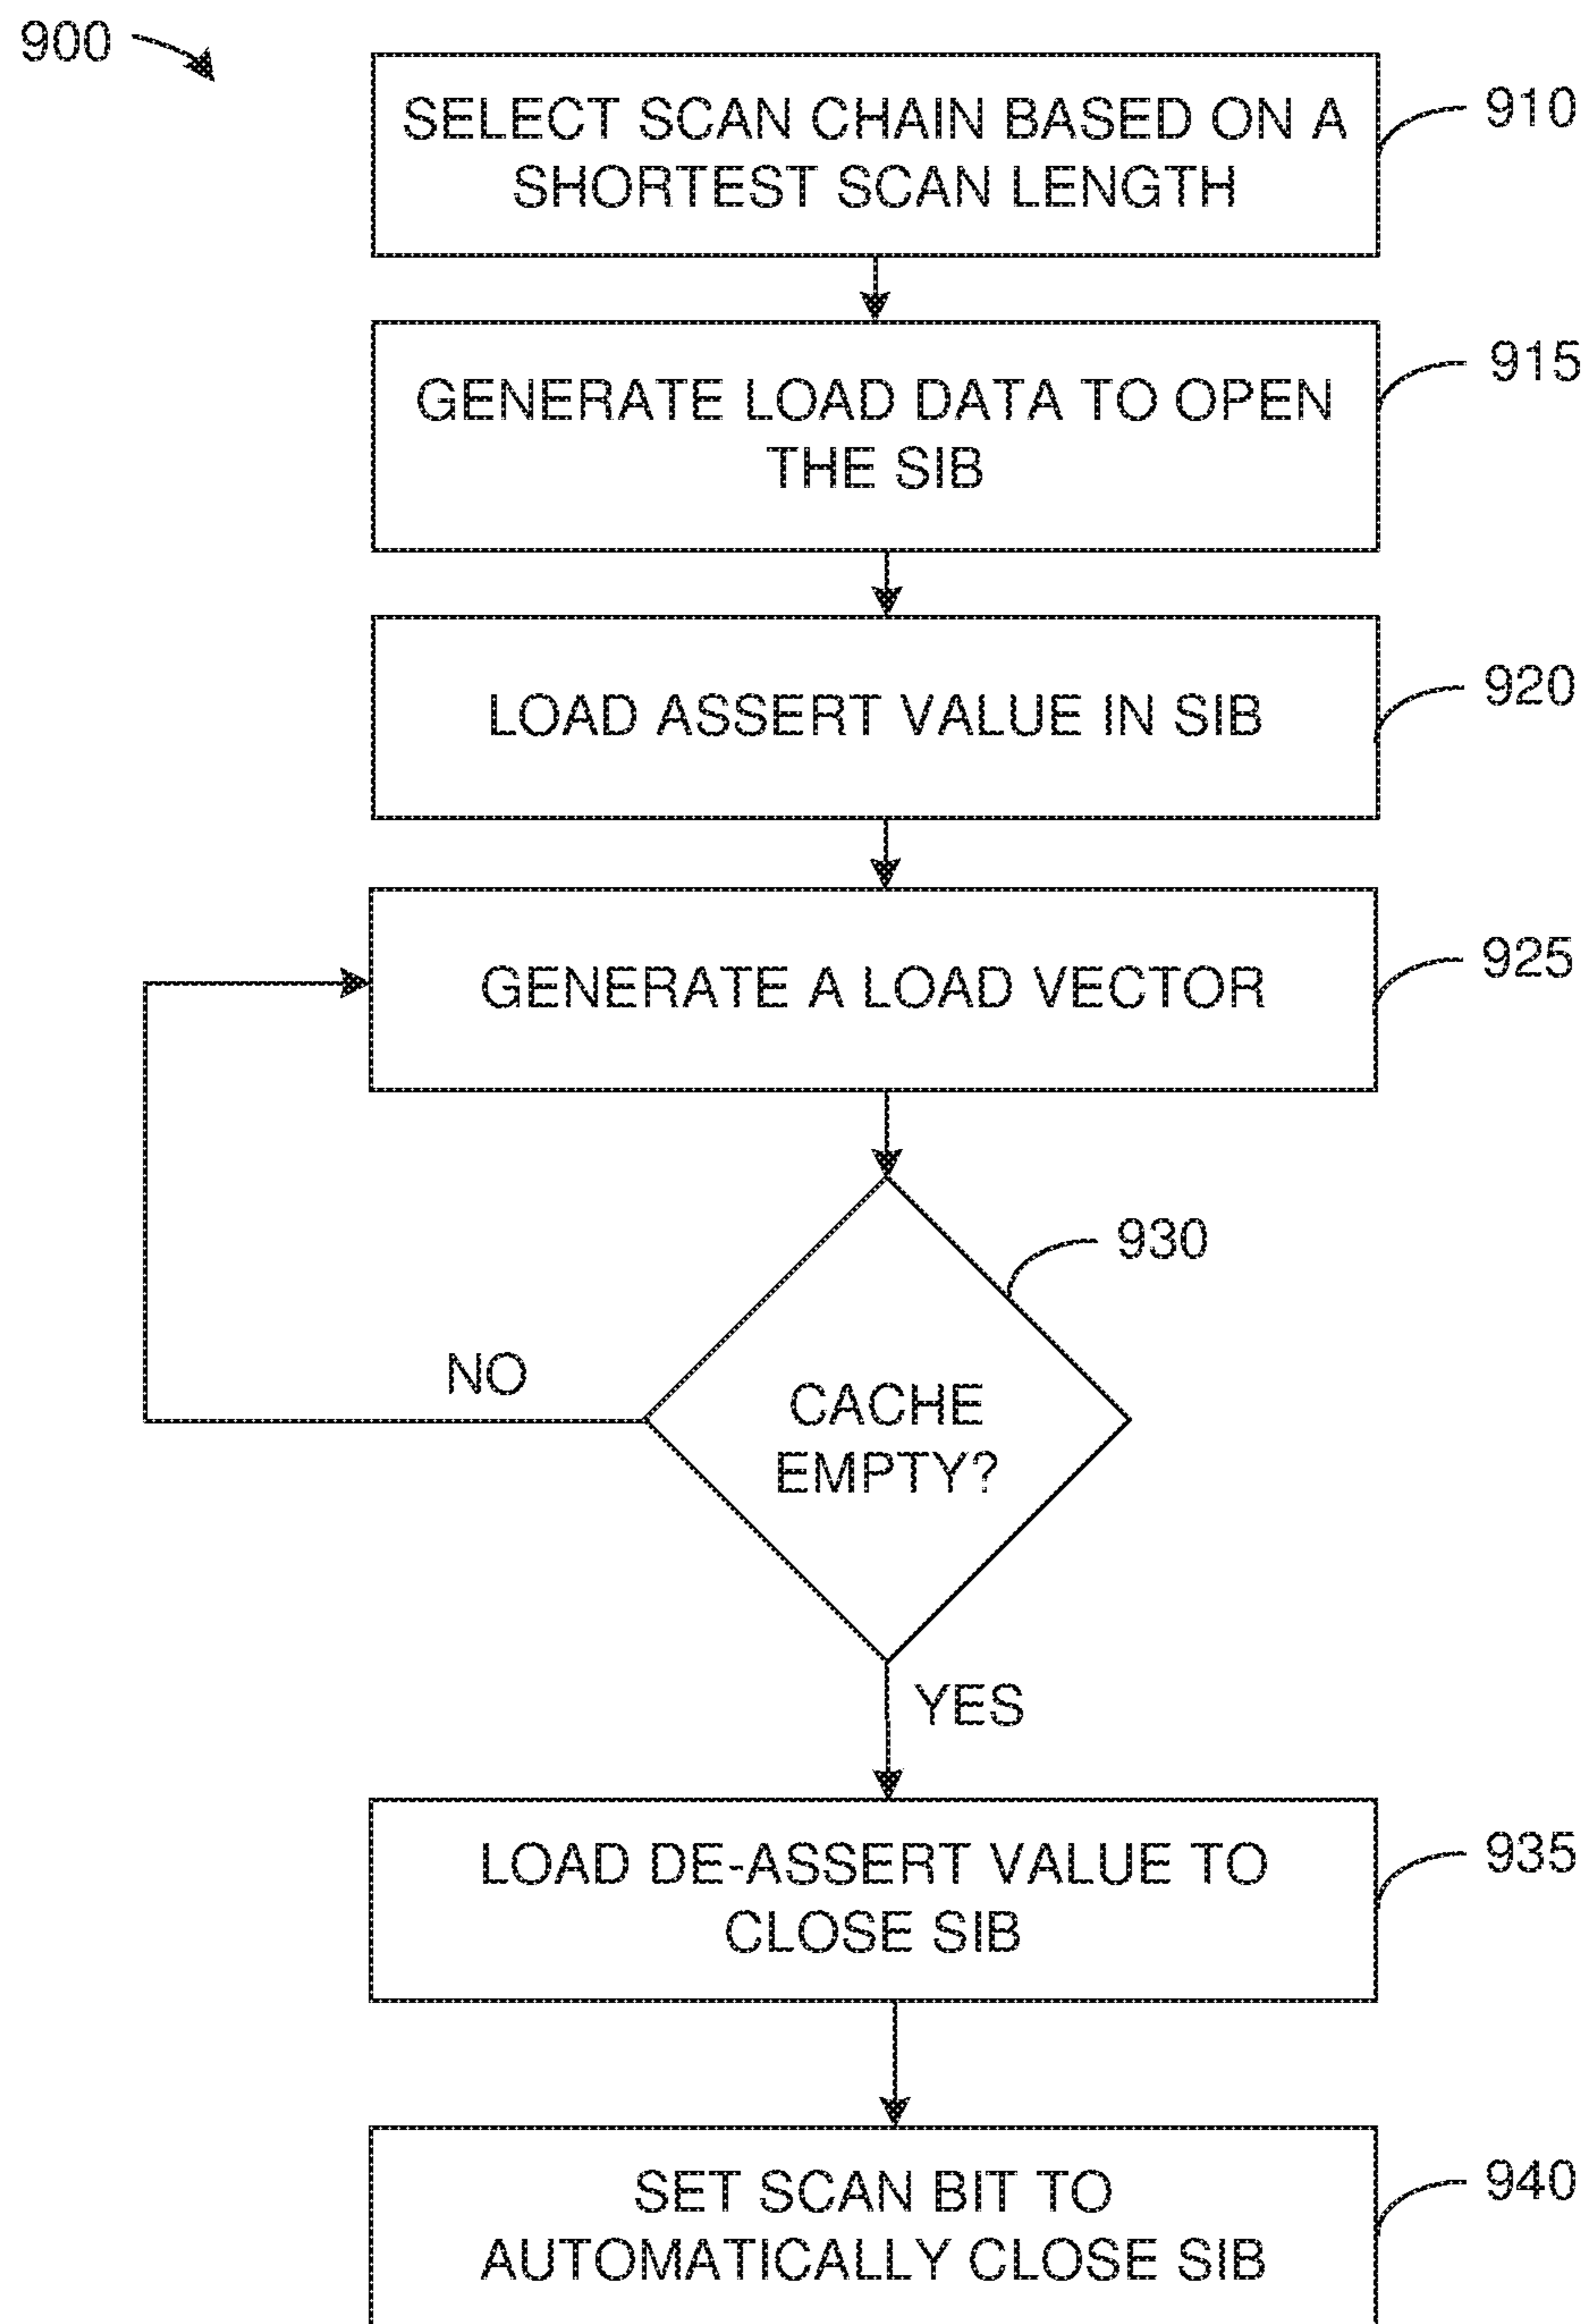 900
SELECT SCAN CHAIN BASED ON A
SHORTEST SCAN LENGTH
910
GENERATE LOAD DATA TO OPEN
THE SIB
915
LOAD ASSERT VALUE IN SIB
920
GENERATE A LOAD VECTOR
925
930
CACHE
EMPTY?
NO
YES
LOAD DE-ASSERT VALUE TO
CLOSE SIB
935
SET SCAN BIT TO
AUTOMATICALLY CLOSE SIB
940